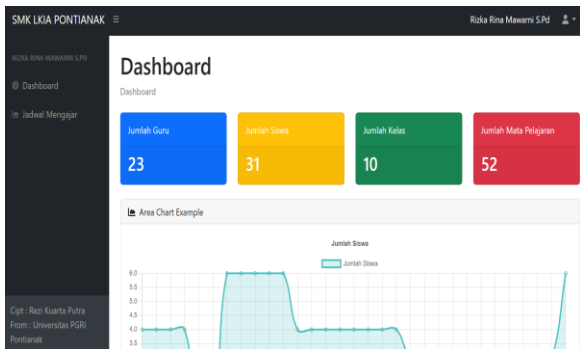 SMK LKIA PONTIANAK
Rizka Rina Mawarni S.Pd
RIZKA RINA MAWARNI S.PD
Dashboard
Jadwal Mengajar
Dashboard
Dashboard
Jumlah Guru
23
Jumlah Siswa
31
Jumlah Kelas
10
Jumlah Mata Pelajaran
52
Area Chart Example
Jumlah Siswa
Jumlah Siswa
6.0
5.5
5.0
4.5
4.0
3.5
Cipt : Rezi Kuarta Putra
From : Universitas PGRI
Pontianak